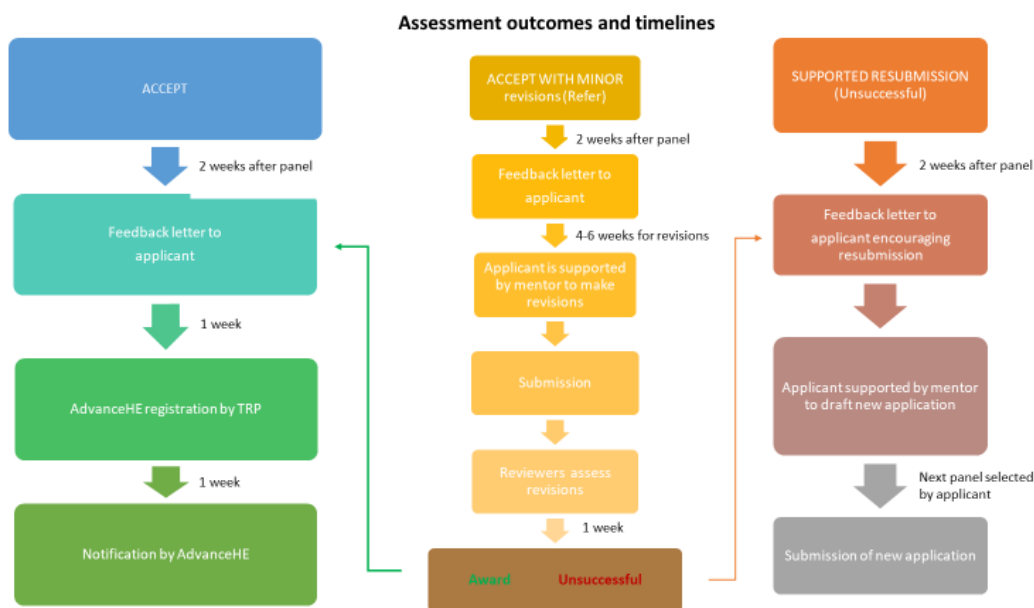 Assessment outcomes and timelines
ACCEPT
2 weeks after panel
Feedback letter to
applicant
1 week
AdvanceHE registration by TRP
1 week
Notification by AdvanceHE
ACCEPT WITH MINOR
revisions (Refer)
2 weeks after panel
Feedback letter to
applicant
4-6 weeks for revisions
Applicant is supported
by mentor to make
revisions
Submission
Reviewers assess
revisions
1 week
Award Unsuccessful
SUPPORTED RESUBMISSION
(Unsuccessful)
2 weeks after panel
Feedback letter to
applicant encouraging
resubmission
Applicant supported by mentor
to draft new application
Next panel selected
by applicant
Submission of new application